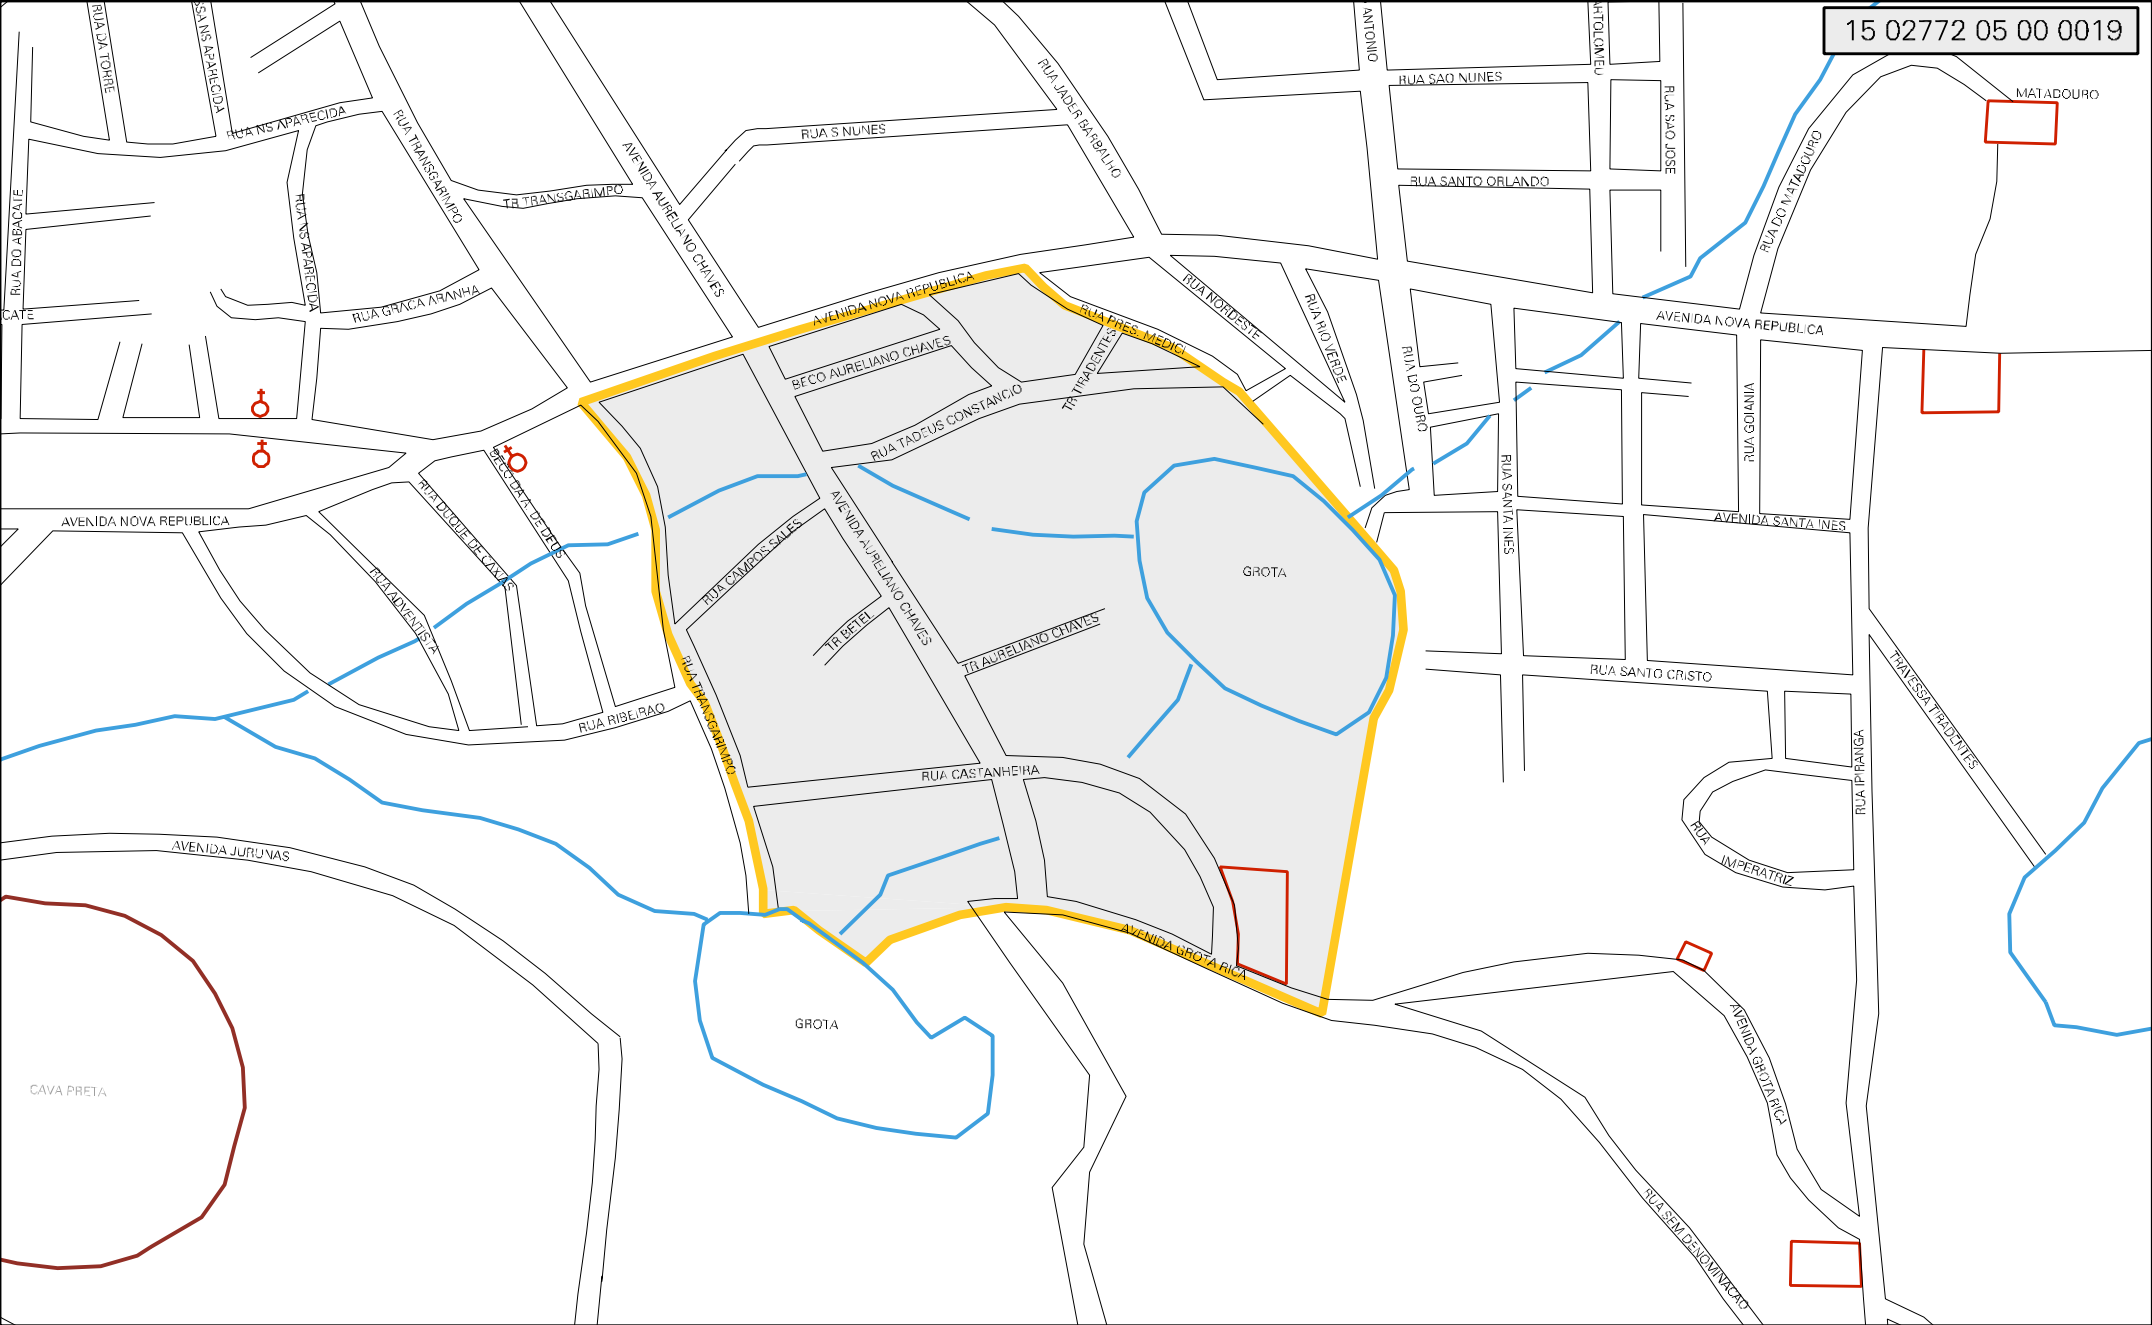 15 02772 05 00 0019
RUA DA TORRE
SSA NS APARECIDA
ANTONIO
ARTOLOMEU
RUA SAO NUNES
MATADOURO
RUA SAO JOSE
RUA NS APARECIDA
RUA TRANSGARIMPO
RUA S NUNES
RUA JADER BARBALHO
RUA SANTO ORLANDO
RUA DO MATADOURO
AVENIDA AURELIANO CHAVES
TR TRANSGARIMPO
RUA DO ABACATE
RUA NS APARECIDA
CATE
RUA GRACA ARANHA
AVENIDA NOVA REPUBLICA
RUA NORDESTE
RUA PRES. MEDICI
RUA RIO VERDE
AVENIDA NOVA REPUBLICA
BECO AURELIANO CHAVES
TR TIRADENTES
RUA DO OURO
RUA GOIANIA
RUA TADEUS CONSTANCIO
BECO DA A. DE DEUS
RUA DUQUE DE CAXIAS
AVENIDA NOVA REPUBLICA
RUA SANTA INES
AVENIDA SANTA INES
RUA CAMPOS SALES
AVENIDA AURELIANO CHAVES
GROTA
RUA ADVENTISTA
TR BETEL
TR AURELIANO CHAVES
RUA SANTO CRISTO
TRAVESSA TIRADENTES
RUA TRANSGARIMPO
RUA RIBEIRAO
RUA CASTANHEIRA
RUA IPIRANGA
RUA
IMPERATRIZ
AVENIDA JURUNAS
AVENIDA GROTA RICA
GROTA
AVENIDA GROTA RICA
CAVA PRETA
RUA SEM DENOMINACAO